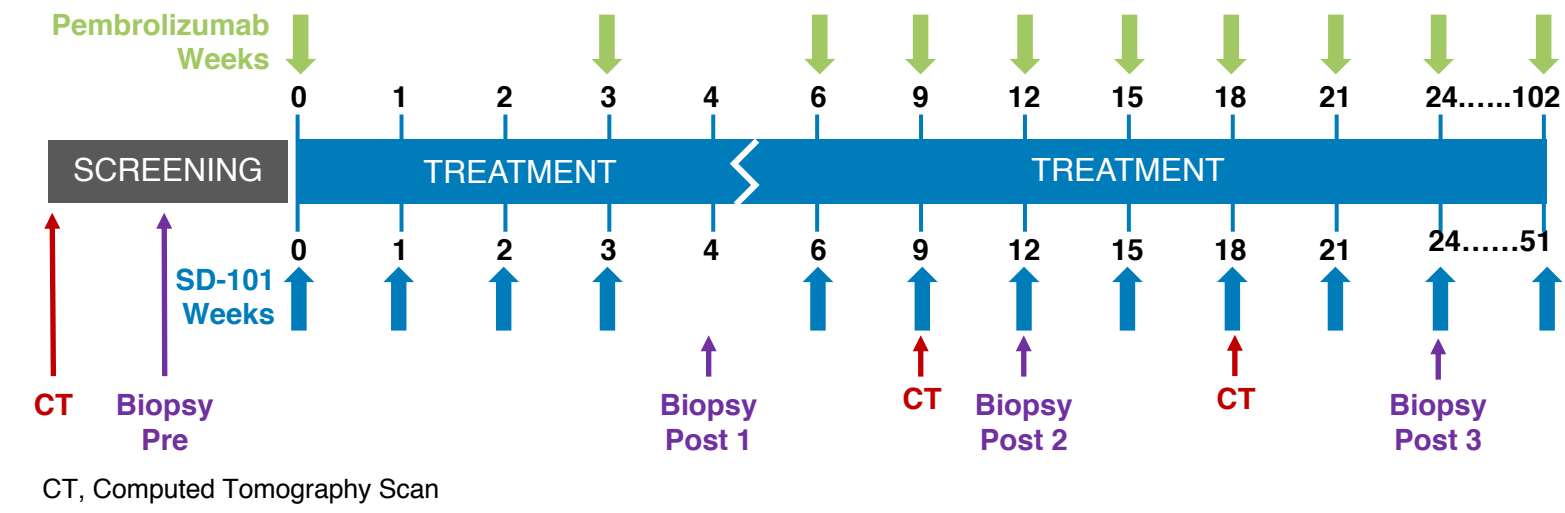 Pembrolizumab
Weeks
0 1 2 3 4 6 9 12 15 18 21 24......102
SCREENING TREATMENT TREATMENT
0 1 2 3 4 6 9 12 15 18 21 24......51
SD-101
Weeks
CT Biopsy Biopsy CT Biopsy CT Biopsy
Pre Post 1 Post 2 Post 3
CT, Computed Tomography Scan